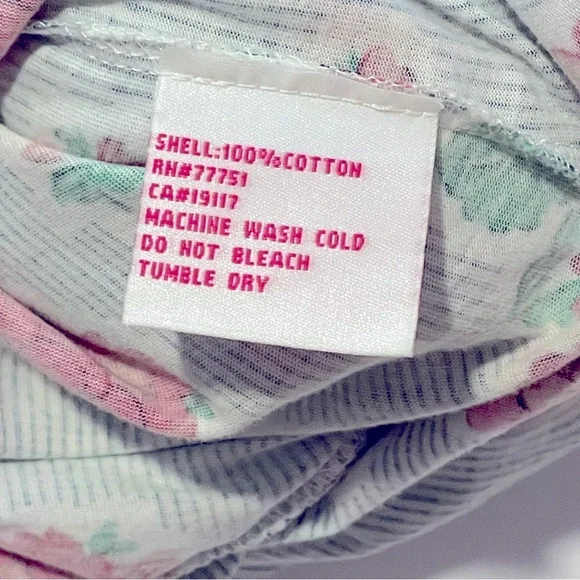 SHELL:100%COTTON
RN#77751
CA#19117
MACHINE WASH COLD
DO NOT BLEACH
TUMBLE DRY